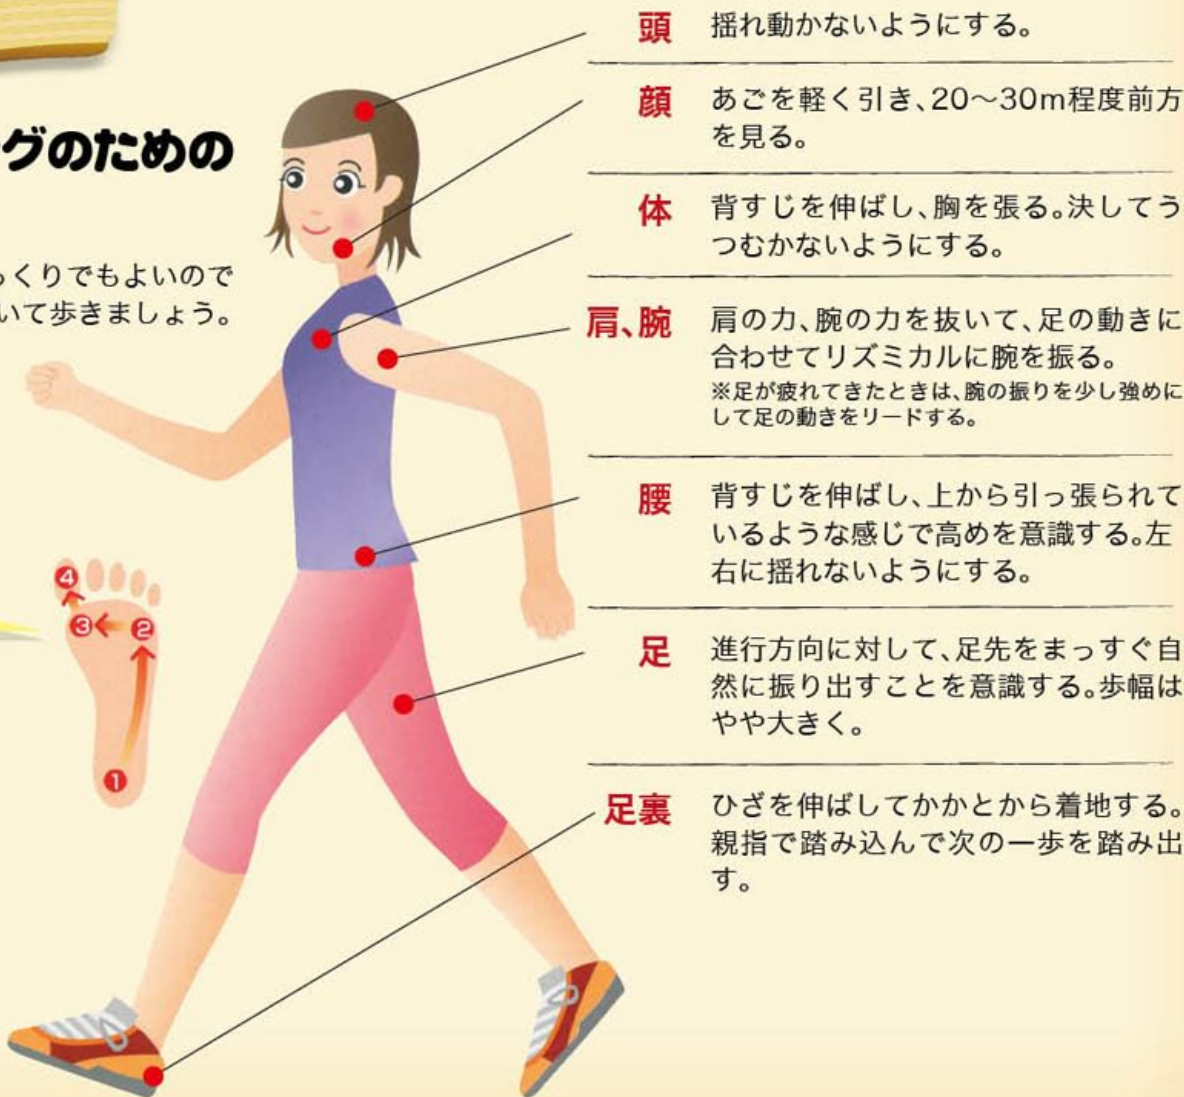 グのための
っくりでもよいので
いて歩きましょう。
頭
揺れ動かないようにする。
顔
あごを軽く引き、20〜30m程度前方
を見る。
体
背すじを伸ばし、胸を張る。決してう
つむかないようにする。
肩、腕
肩の力、腕の力を抜いて、足の動きに
合わせてリズミカルに腕を振る。
※足が疲れてきたときは、腕の振りを少し強めに
して足の動きをリードする。
腰
背すじを伸ばし、上から引っ張られて
いるような感じで高めを意識する。左
右に揺れないようにする。
足
進行方向に対して、足先をまっすぐ自
然に振り出すことを意識する。歩幅は
やや大きく。
足裏
ひざを伸ばしてかかとから着地する。
親指で踏み込んで次の一歩を踏み出
す。
4
3
2
1